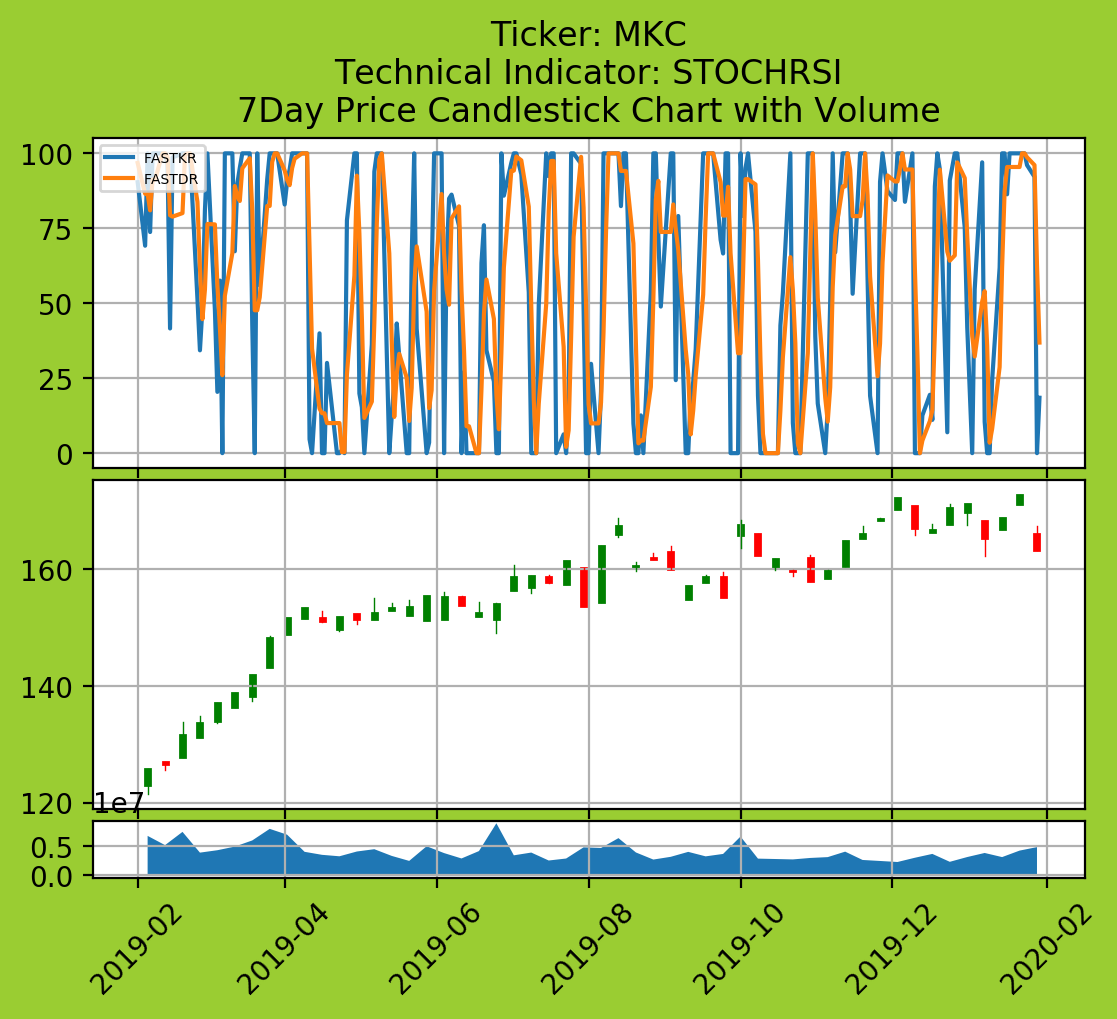 Ticker: MKC
Technical Indicator: STOCHRSI
7Day Price Candlestick Chart with Volume
100
75
50
25
0
FASTKR
FASTDR
160
140
120
1e7
0.5
0.0
2019-02
2019-04
2019-06
2019-08
2019-10
2019-12
2020-02